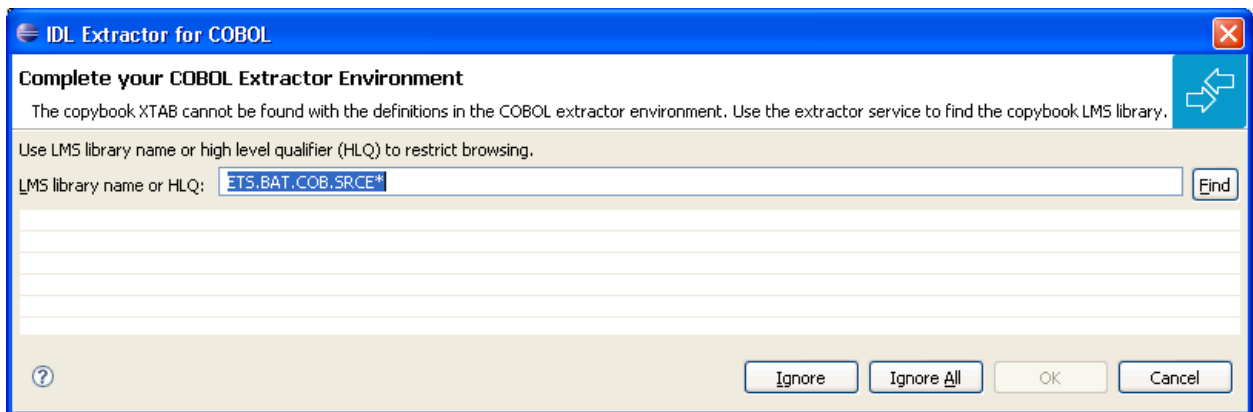 IDL Extractor for COBOL
Complete your COBOL Extractor Environment
The copybook XTAB cannot be found with the definitions in the COBOL extractor environment. Use the extractor service to find the copybook LMS library.
Use LMS library name or high level qualifier (HLQ) to restrict browsing.
LMS library name or HLQ: ETS.BAT.COB.SRCE* Find
? Ignore Ignore All OK Cancel